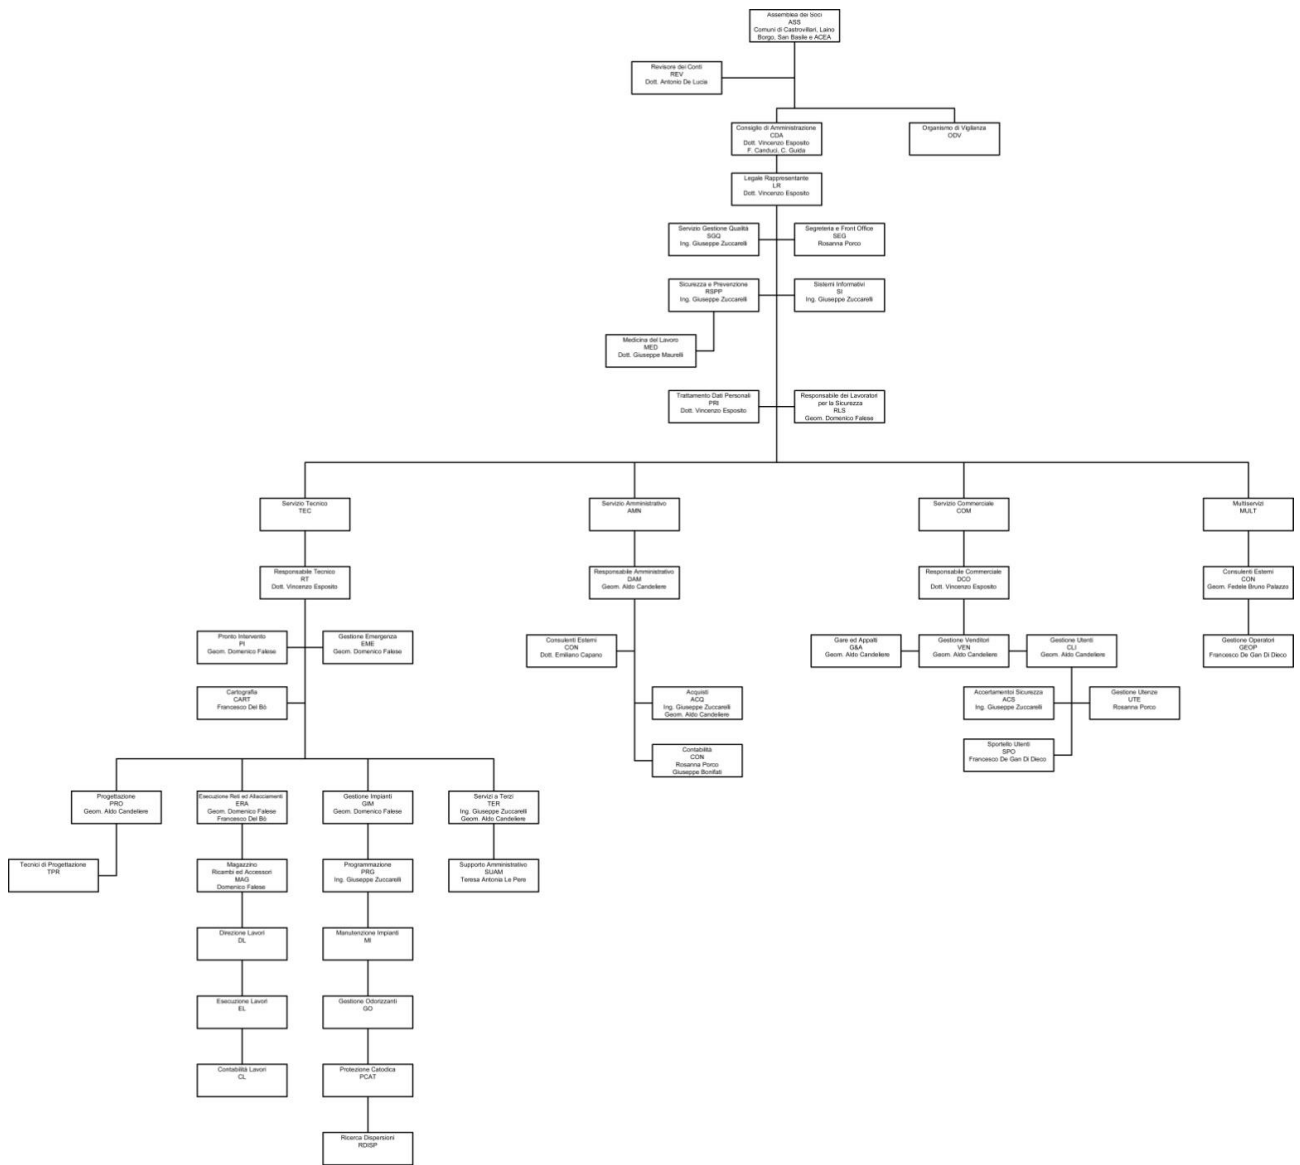 Assemblea dei Soci
ASS
Comuni di Castrovillari, Laino
Borgo, San Basile e ACEA
Revisore dei Conti
REV
Dott. Antonio De Lucia
Consiglio di Amministrazione
CDA
Dott. Vincenzo Esposito
F. Canduci, C. Guida
Organismo di Vigilanza
ODV
Legale Rappresentante
LR
Dott. Vincenzo Esposito
Servizio Gestione Qualità
SGQ
Ing. Giuseppe Zuccarelli
Segreteria e Front Office
SEG
Rosanna Porco
Sicurezza e Prevenzione
RSPP
Ing. Giuseppe Zuccarelli
Sistemi Informativi
SI
Ing. Giuseppe Zuccarelli
Medicina del Lavoro
MED
Dott. Giuseppe Maurelli
Trattamento Dati Personali
PRI
Dott. Vincenzo Esposito
Responsabile dei Lavoratori
per la Sicurezza
RLS
Geom. Domenico Falese
Servizio Tecnico
TEC
Servizio Amministrativo
AMN
Servizio Commerciale
COM
Multiservizi
MULT
Responsabile Tecnico
RT
Dott. Vincenzo Esposito
Responsabile Amministrativo
DAM
Geom. Aldo Candeliere
Responsabile Commerciale
DCO
Dott. Vincenzo Esposito
Consulenti Esterni
CON
Geom. Fedele Bruno Palazzo
Pronto Intervento
PI
Geom. Domenico Falese
Gestione Emergenza
EME
Geom. Domenico Falese
Consulenti Esterni
CON
Dott. Emiliano Capano
Gare ed Appalti
G&A
Geom. Aldo Candeliere
Gestione Venditori
VEN
Geom. Aldo Candeliere
Gestione Utenti
CLI
Geom. Aldo Candeliere
Gestione Operatori
GEOP
Francesco De Gan Di Dieco
Cartografia
CART
Francesco Del Bò
Acquisti
ACQ
Ing. Giuseppe Zuccarelli
Geom. Aldo Candeliere
Accertamentoi Sicurezza
ACS
Ing. Giuseppe Zuccarelli
Gestione Utenze
UTE
Rosanna Porco
Contabilità
CON
Rosanna Porco
Giuseppe Bonifati
Sportello Utenti
SPO
Francesco De Gan Di Dieco
Progettazione
PRO
Geom. Aldo Candeliere
Esecuzione Reti ed Allacciamenti
ERA
Geom. Domenico Falese
Francesco Del Bò
Gestione Impianti
GIM
Geom. Domenico Falese
Servizi a Terzi
TER
Ing. Giuseppe Zuccarelli
Geom. Aldo Candeliere
Tecnici di Progettazione
TPR
Magazzino
Ricambi ed Accessori
MAG
Domenico Falese
Programmazione
PRG
Ing. Giuseppe Zuccarelli
Supporto Amministrativo
SUAM
Teresa Antonia Le Pere
Direzione Lavori
DL
Manutenzione Impianti
MI
Esecuzione Lavori
EL
Gestione Odorizzanti
GO
Contabilità Lavori
CL
Protezione Catodica
PCAT
Ricerca Dispersioni
RDISP